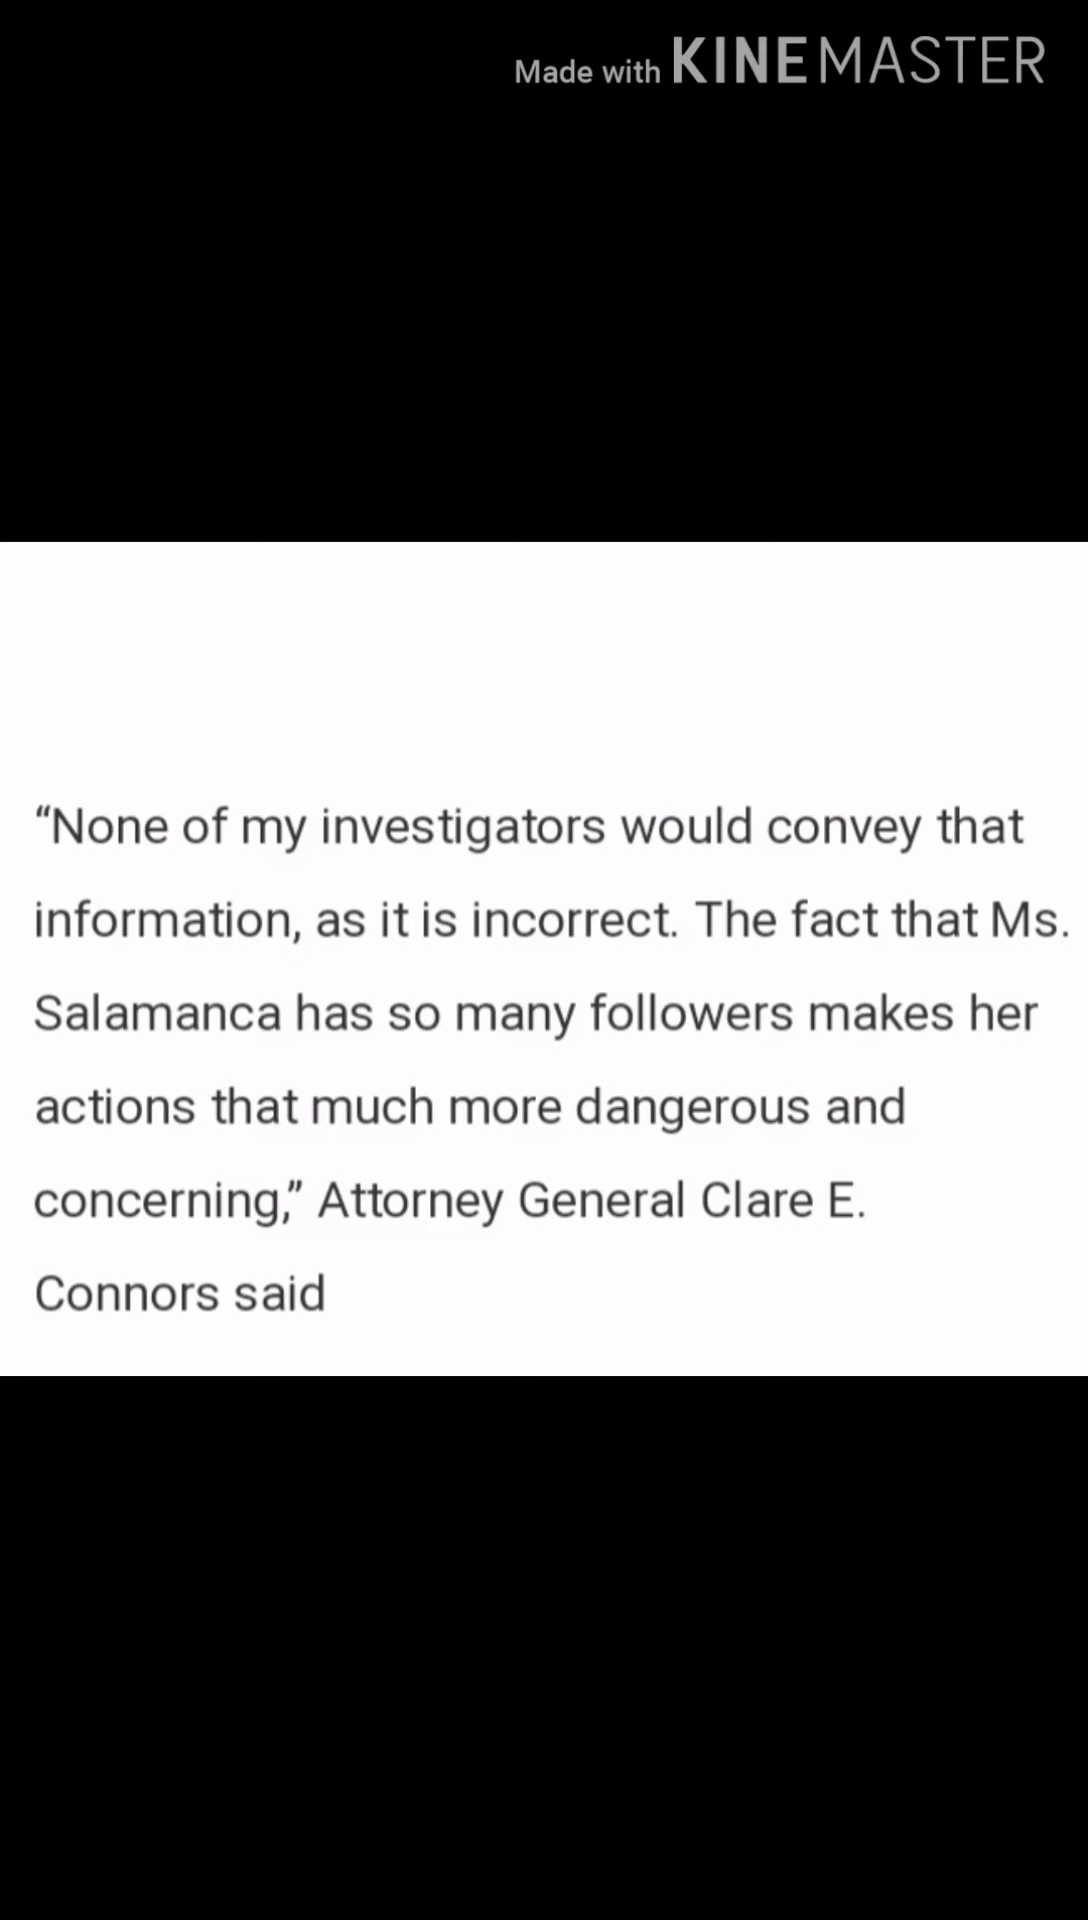 Made with KINEMASTER
“None of my investigators would convey that
information, as it is incorrect. The fact that Ms.
Salamanca has so many followers makes her
actions that much more dangerous and
concerning,” Attorney General Clare E.
Connors said